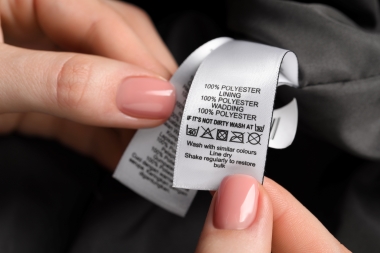 100% POLYESTER
LINING
100% POLYESTER
WADDING
100% POLYESTER
IF IT'S NOT DIRTY WASH AT
Wash with similar colours
Line dry
Shake regularly to restore
bulk